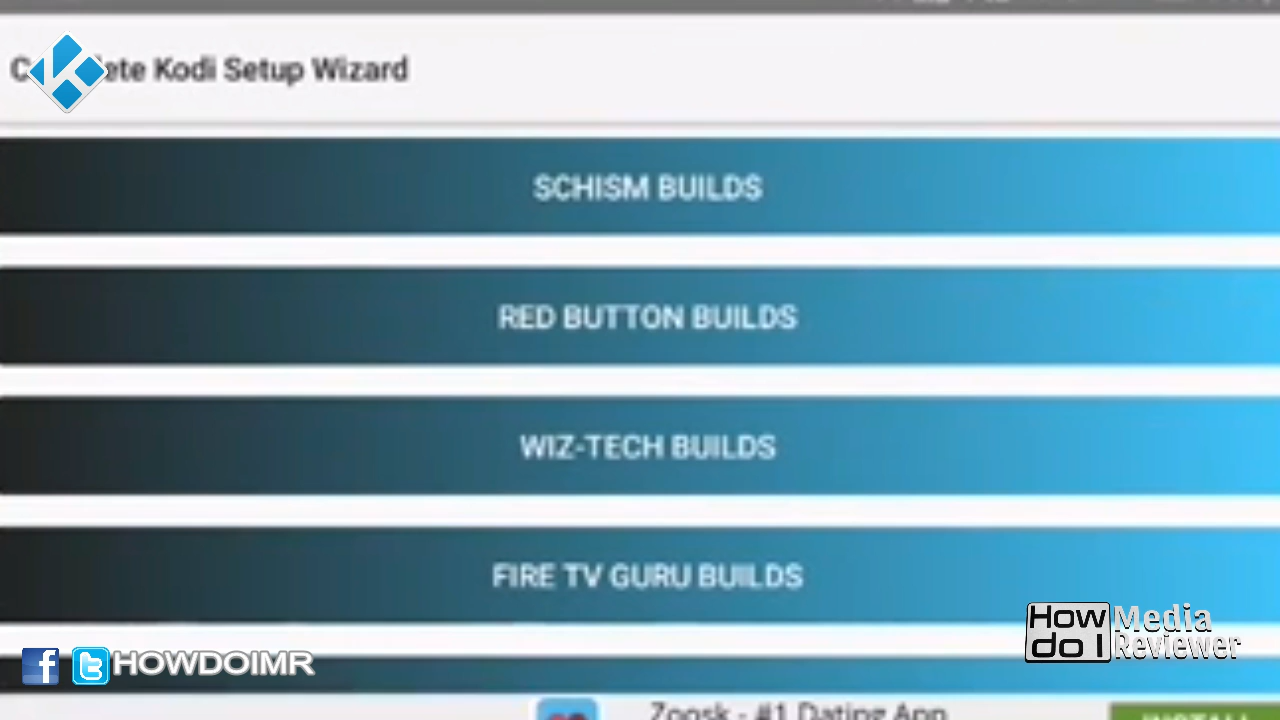 Kodi Setup Wizard
SCHISM BUILDS
RED BUTTON BUILDS
WIZ-TECH BUILDS
FIRE TV GURU BUILDS
How do I
Media Reviewer
f t HOWDOIMR
Zoosk - #1 Dating App
INSTALL